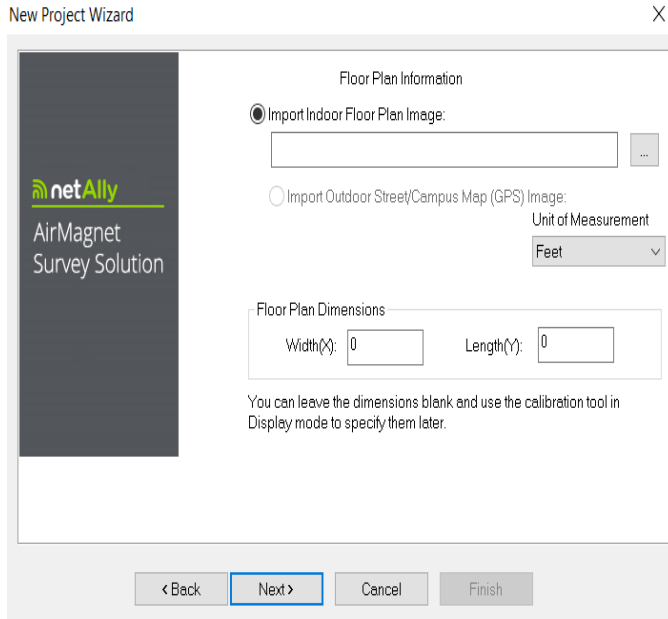 New Project Wizard
X
netAlly
AirMagnet
Survey Solution
Floor Plan Information
Import Indoor Floor Plan Image:
...
Import Outdoor Street/Campus Map (GPS) Image:
Unit of Measurement
Feet
Floor Plan Dimensions
Width(X): 0 Length(Y): 0
You can leave the dimensions blank and use the calibration tool in
Display mode to specify them later.
< Back Next > Cancel Finish